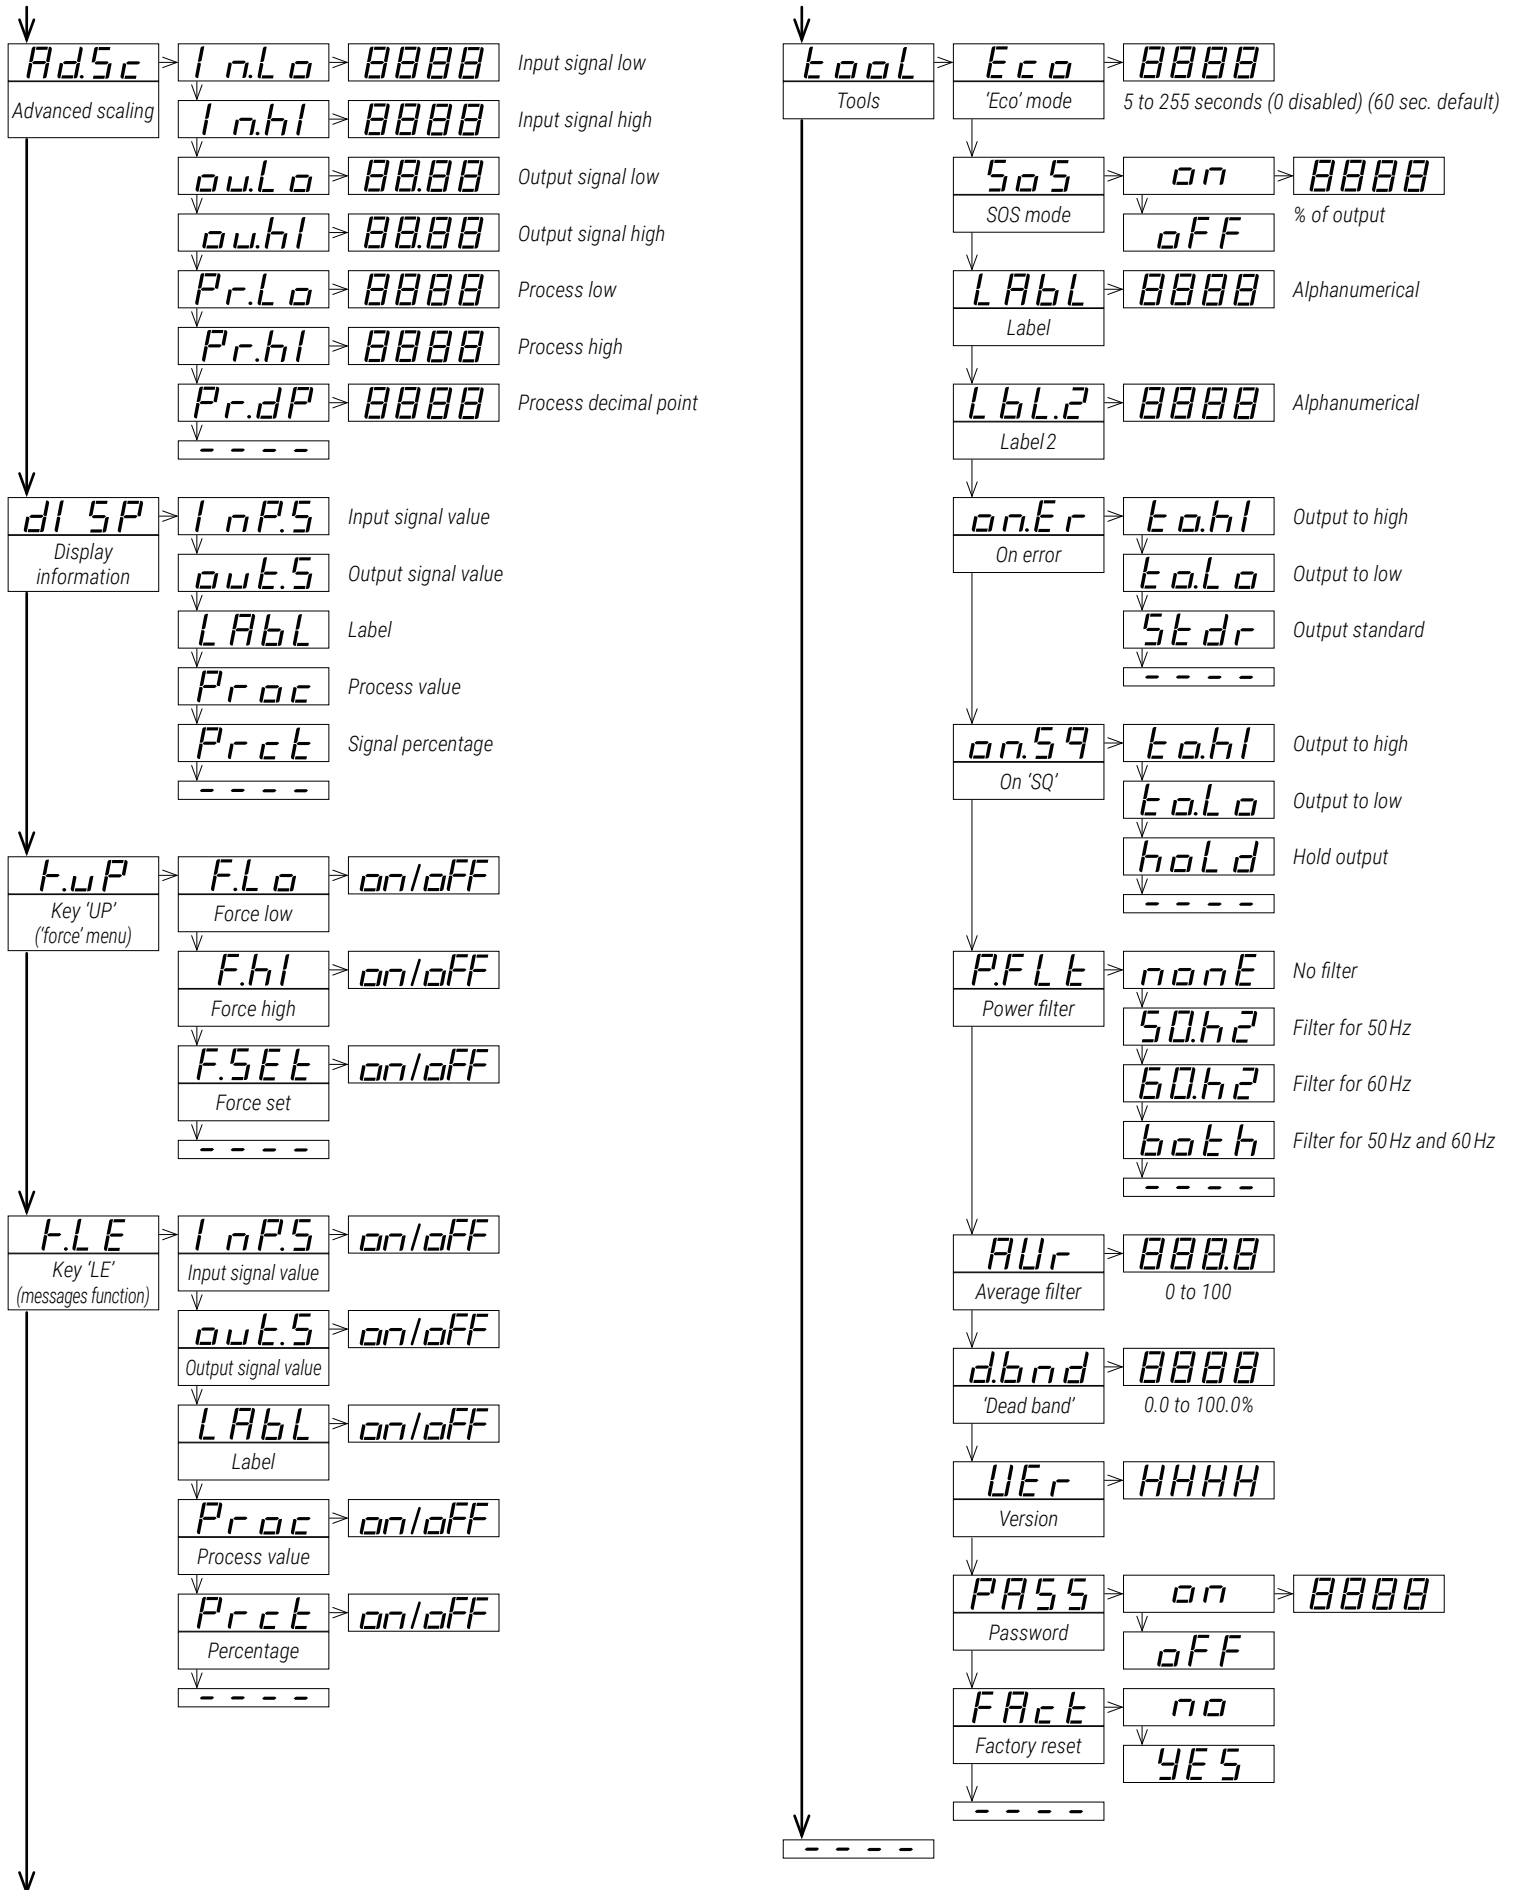 Ad.Sc In.Lo 8888 Input signal low
Advanced scaling
In.hI 8888 Input signal high
ou.Lo 88.88 Output signal low
ou.hI 88.88 Output signal high
Pr.Lo 8888 Process low
Pr.hI 8888 Process high
Pr.dP 8888 Process decimal point
----
dISP InP.S Input signal value
Display
information
out.S Output signal value
LAbL Label
Proc Process value
Prct Signal percentage
----
k.uP F.Lo on/oFF
Key ‘UP’
(‘force’ menu)
Force low
F.hI on/oFF
Force high
F.SEt on/oFF
Force set
----
k.LE InP.S on/oFF
Key ‘LE’
(messages function)
Input signal value
out.S on/oFF
Output signal value
LAbL on/oFF
Label
Proc on/oFF
Process value
Prct on/oFF
Percentage
----
tooL Eco 8888
Tools
‘Eco’ mode
5 to 255 seconds (0 disabled) (60 sec. default)
SoS on 8888
SOS mode
% of output
oFF
LAbL 8888 Alphanumerical
Label
LbL.2 8888 Alphanumerical
Label 2
on.Er to.hI Output to high
On error
to.Lo Output to low
Stdr Output standard
----
on.Sq to.hI Output to high
On ‘SQ’
to.Lo Output to low
hoLd Hold output
----
P.FLt nonE No filter
Power filter
50.h2 Filter for 50 Hz
60.h2 Filter for 60 Hz
both Filter for 50 Hz and 60 Hz
----
AUr 888.8
Average filter
0 to 100
d.bnd 8888
‘Dead band’
0.0 to 100.0%
UEr HHHH
Version
PASS on 8888
Password
oFF
FAct no
Factory reset
yES
----
----